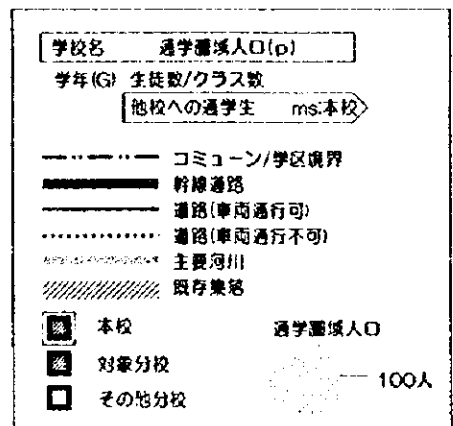 学校名 通学圏域人口(p)
学年(G) 生徒数/クラス数
他校への通学生 ms:本校
コミューン/学区境界
幹線道路
道路(車両通行可)
道路(車両通行不可)
主要河川
既存集落
本校
通学圏域人口
対象分校
100人
その他分校